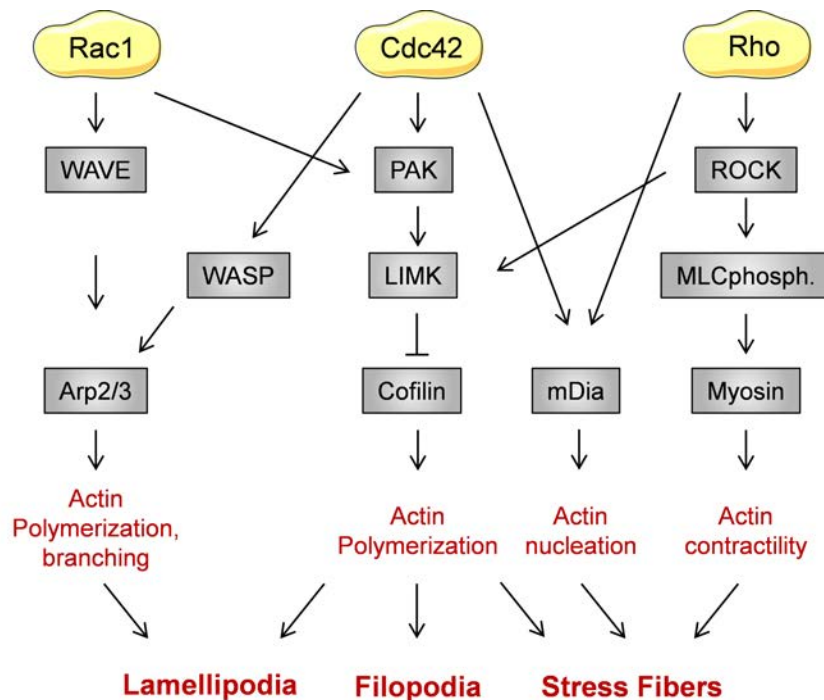 Rac1
Cdc42
Rho
WAVE
PAK
ROCK
WASP
LIMK
MLCphosph.
Arp2/3
Cofilin
mDia
Myosin
Actin
Polymerization,
branching
Actin
Polymerization
Actin
nucleation
Actin
contractility
Lamellipodia
Filopodia
Stress Fibers